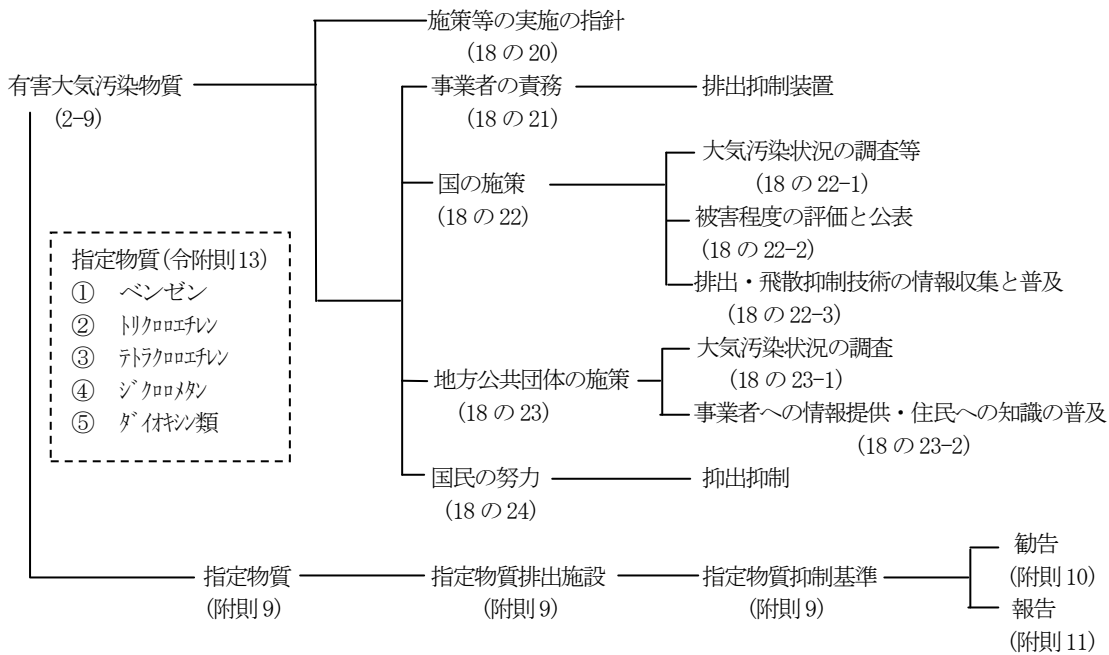 施策等の実施の指針
(18 の 20)
有害大気汚染物質
(2-9)
事業者の責務
(18 の 21)
排出抑制装置
国の施策
(18 の 22)
大気汚染状況の調査等
(18 の 22-1)
被害程度の評価と公表
(18 の 22-2)
排出・飛散抑制技術の情報収集と普及
(18 の 22-3)
指定物質(令附則13)
① ベンゼン
② トリクロロエチレン
③ テトラクロロエチレン
④ ジクロロメタン
⑤ ダイオキシン類
地方公共団体の施策
(18 の 23)
大気汚染状況の調査
(18 の 23-1)
事業者への情報提供・住民への知識の普及
(18 の 23-2)
国民の努力
(18 の 24)
抑出抑制
指定物質
(附則 9)
指定物質排出施設
(附則 9)
指定物質抑制基準
(附則 9)
勧告
(附則 10)
報告
(附則 11)